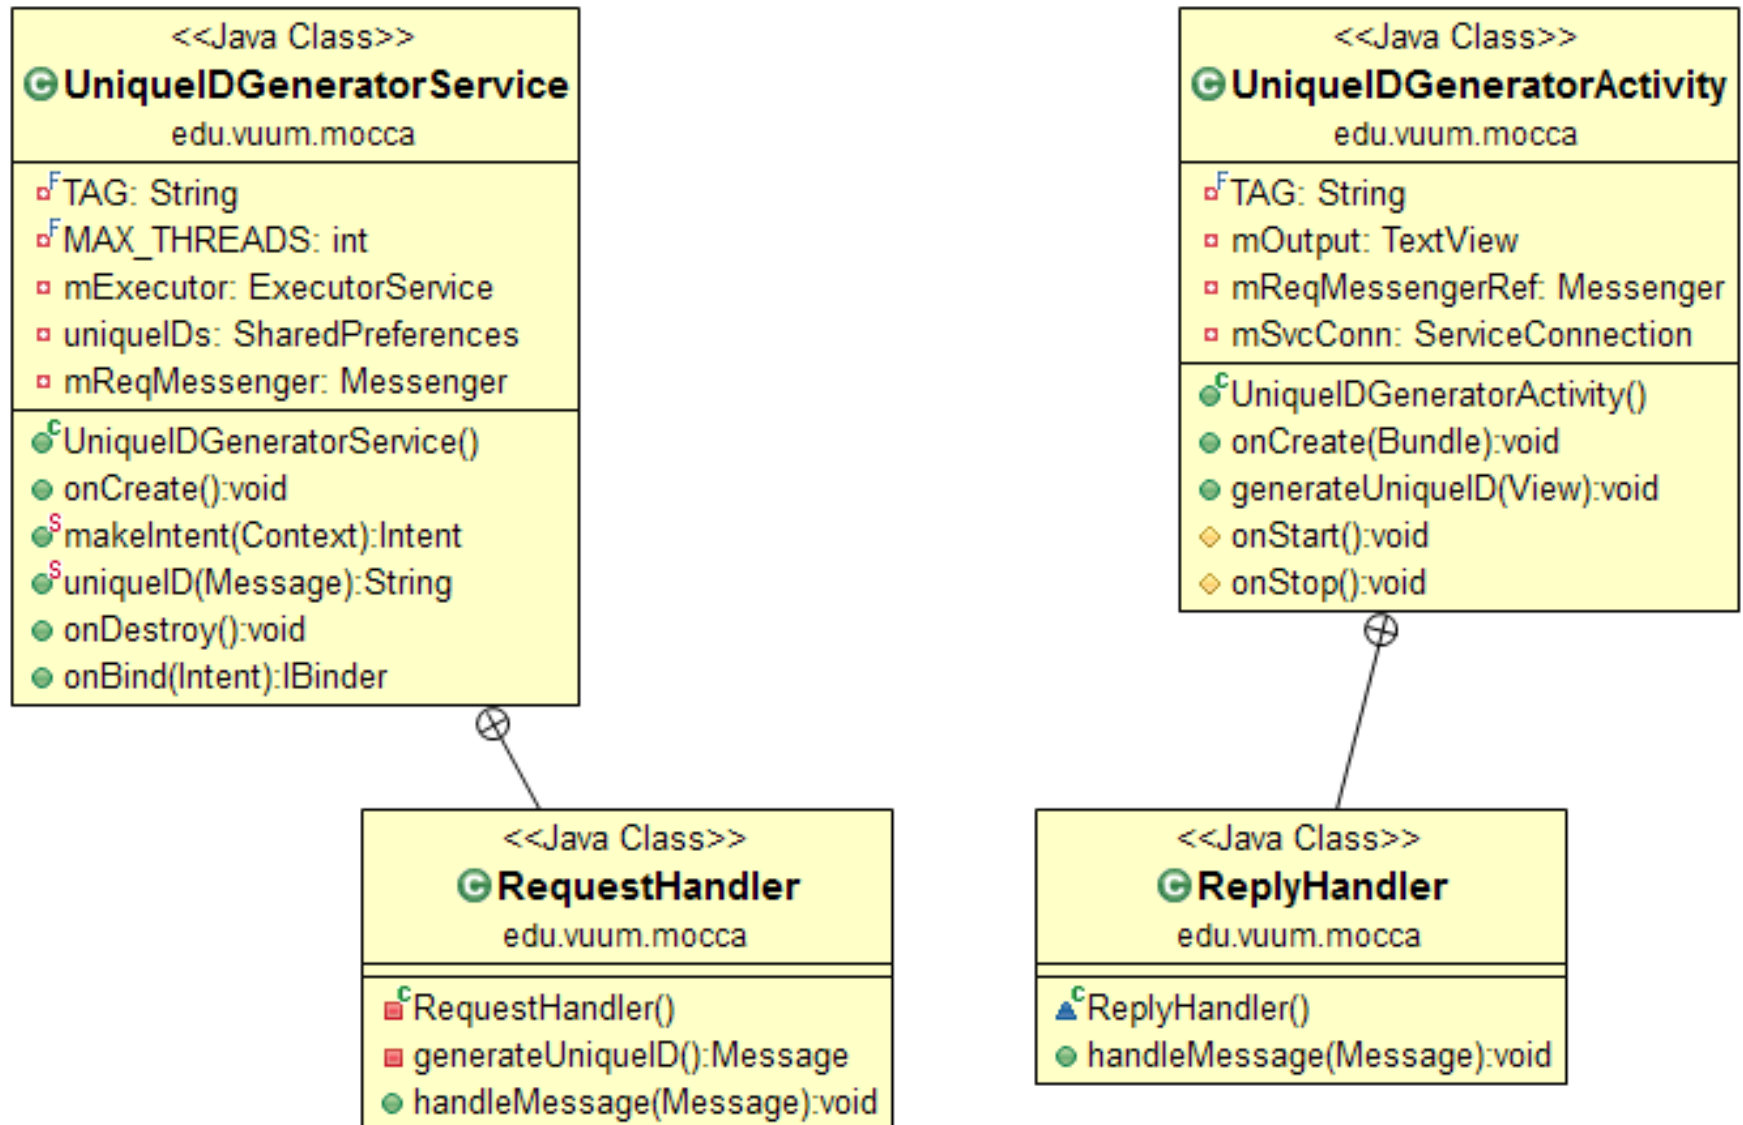 <<Java Class>>
UniqueIDGeneratorService
edu.vuum.mocca
TAG: String
MAX_THREADS: int
mExecutor: ExecutorService
uniqueIDs: SharedPreferences
mReqMessenger: Messenger
UniqueIDGeneratorService()
onCreate():void
makeIntent(Context):Intent
uniqueID(Message):String
onDestroy():void
onBind(Intent):IBinder
<<Java Class>>
UniqueIDGeneratorActivity
edu.vuum.mocca
TAG: String
mOutput: TextView
mReqMessengerRef: Messenger
mSvcConn: ServiceConnection
UniqueIDGeneratorActivity()
onCreate(Bundle):void
generateUniqueID(View):void
onStart():void
onStop():void
<<Java Class>>
RequestHandler
edu.vuum.mocca
RequestHandler()
generateUniqueID():Message
handleMessage(Message):void
<<Java Class>>
ReplyHandler
edu.vuum.mocca
ReplyHandler()
handleMessage(Message):void